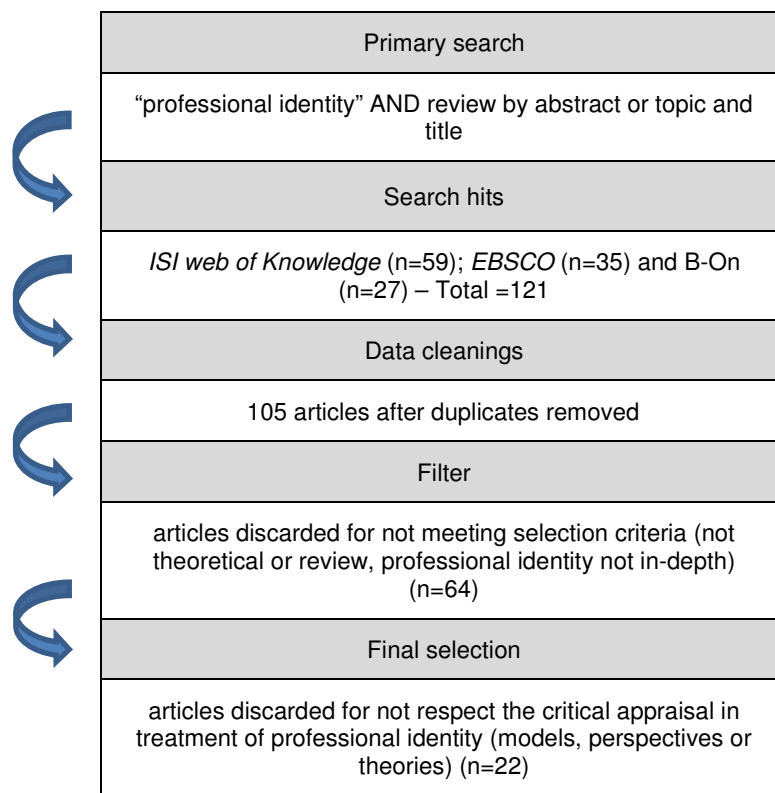 Primary search
“professional identity” AND review by abstract or topic and
title
Search hits
ISI web of Knowledge (n=59); EBSCO (n=35) and B-On
(n=27) – Total =121
Data cleanings
105 articles after duplicates removed
Filter
articles discarded for not meeting selection criteria (not
theoretical or review, professional identity not in-depth)
(n=64)
Final selection
articles discarded for not respect the critical appraisal in
treatment of professional identity (models, perspectives or
theories) (n=22)